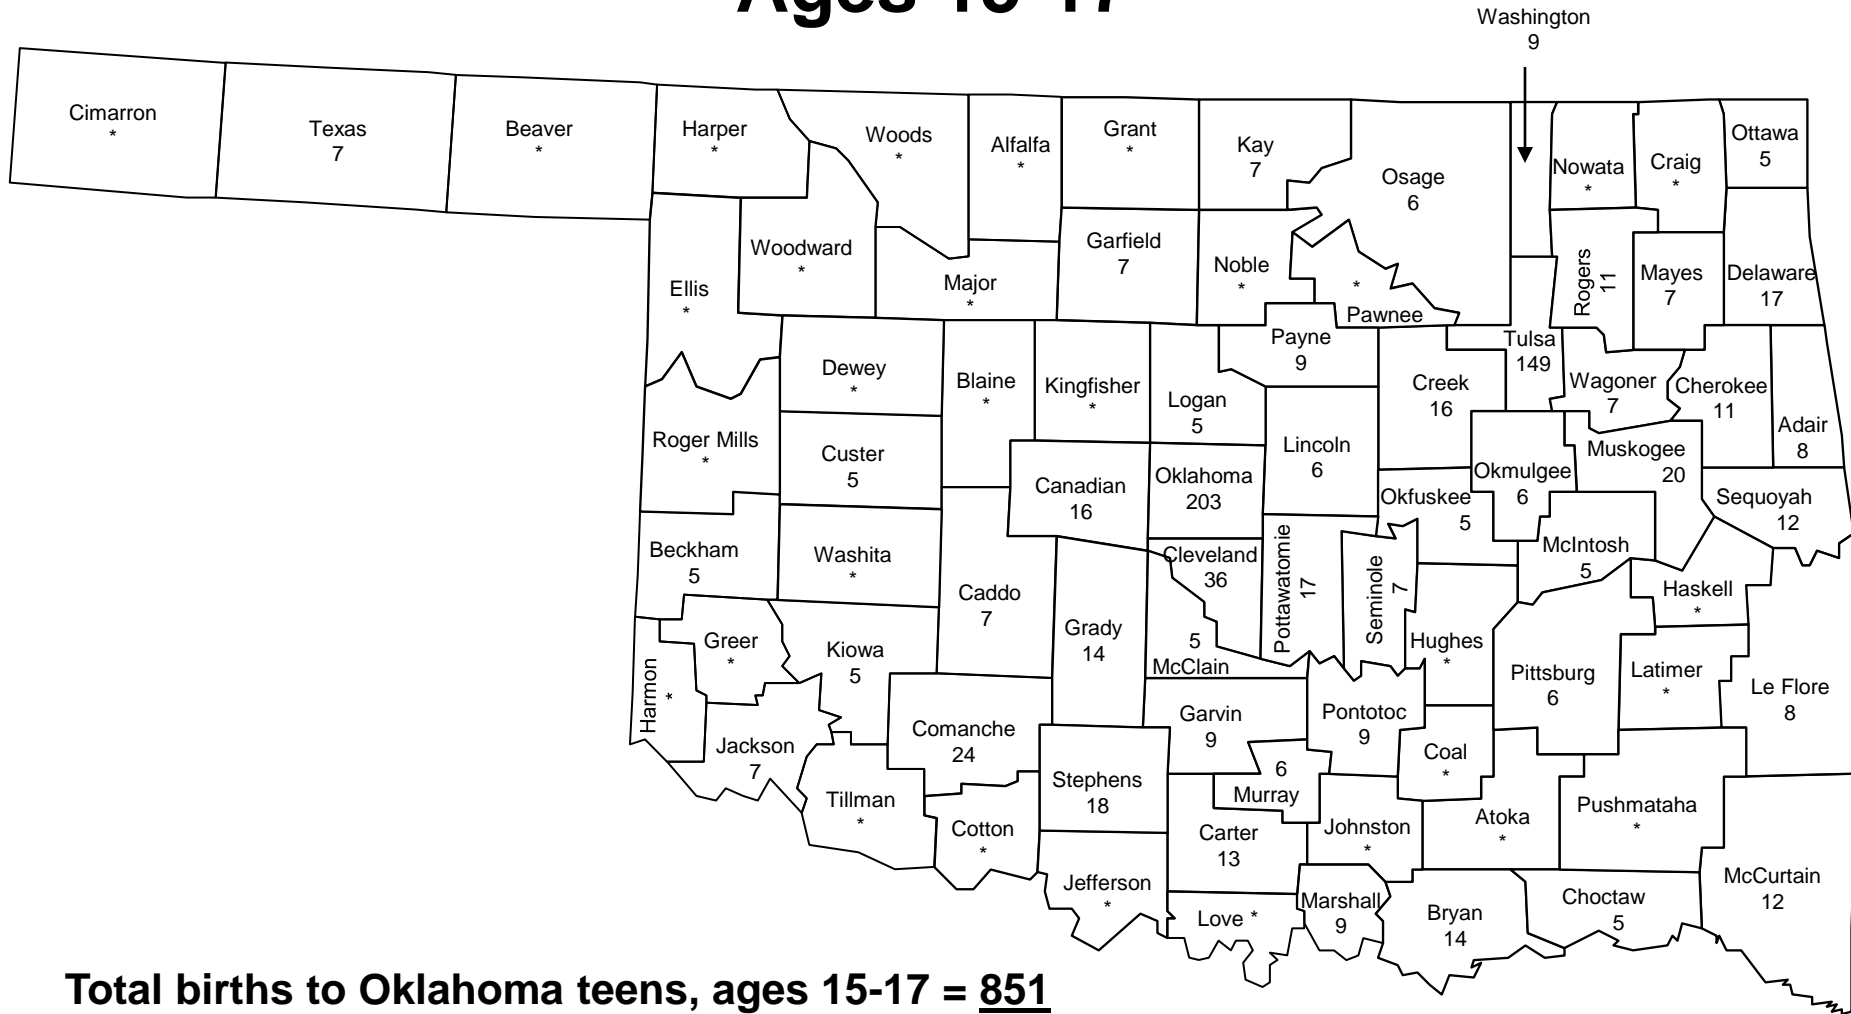 Ages 15-17
Washington
9
Cimarron
*
Texas
7
Beaver
*
Harper
*
Woods
*
Alfalfa
*
Grant
*
Kay
7
Osage
6
Nowata
*
Craig
*
Ottawa
5
Woodward
*
Ellis
*
Major
*
Garfield
7
Noble
*
*
Pawnee
Rogers
11
Mayes
7
Delaware
17
Dewey
*
Blaine
*
Kingfisher
*
Logan
5
Payne
9
Creek
16
Tulsa
149
Wagoner
7
Cherokee
11
Adair
8
Roger Mills
*
Custer
5
Canadian
16
Oklahoma
203
Lincoln
6
Okfuskee
5
Okmulgee
6
Muskogee
20
Sequoyah
12
Beckham
5
Washita
*
Caddo
7
Grady
14
Cleveland
36
5
McClain
Pottawatomie
17
Seminole
7
Hughes
*
McIntosh
5
Haskell
*
Harmon
*
Greer
*
Kiowa
5
Pittsburg
6
Latimer
*
Le Flore
8
Jackson
7
Comanche
24
Stephens
18
Garvin
9
6
Murray
Pontotoc
9
Coal
*
Tillman
*
Cotton
*
Carter
13
Johnston
*
Atoka
*
Pushmataha
*
McCurtain
12
Jefferson
*
Love *
Marshall
9
Bryan
14
Choctaw
5
Total births to Oklahoma teens, ages 15-17 = 851